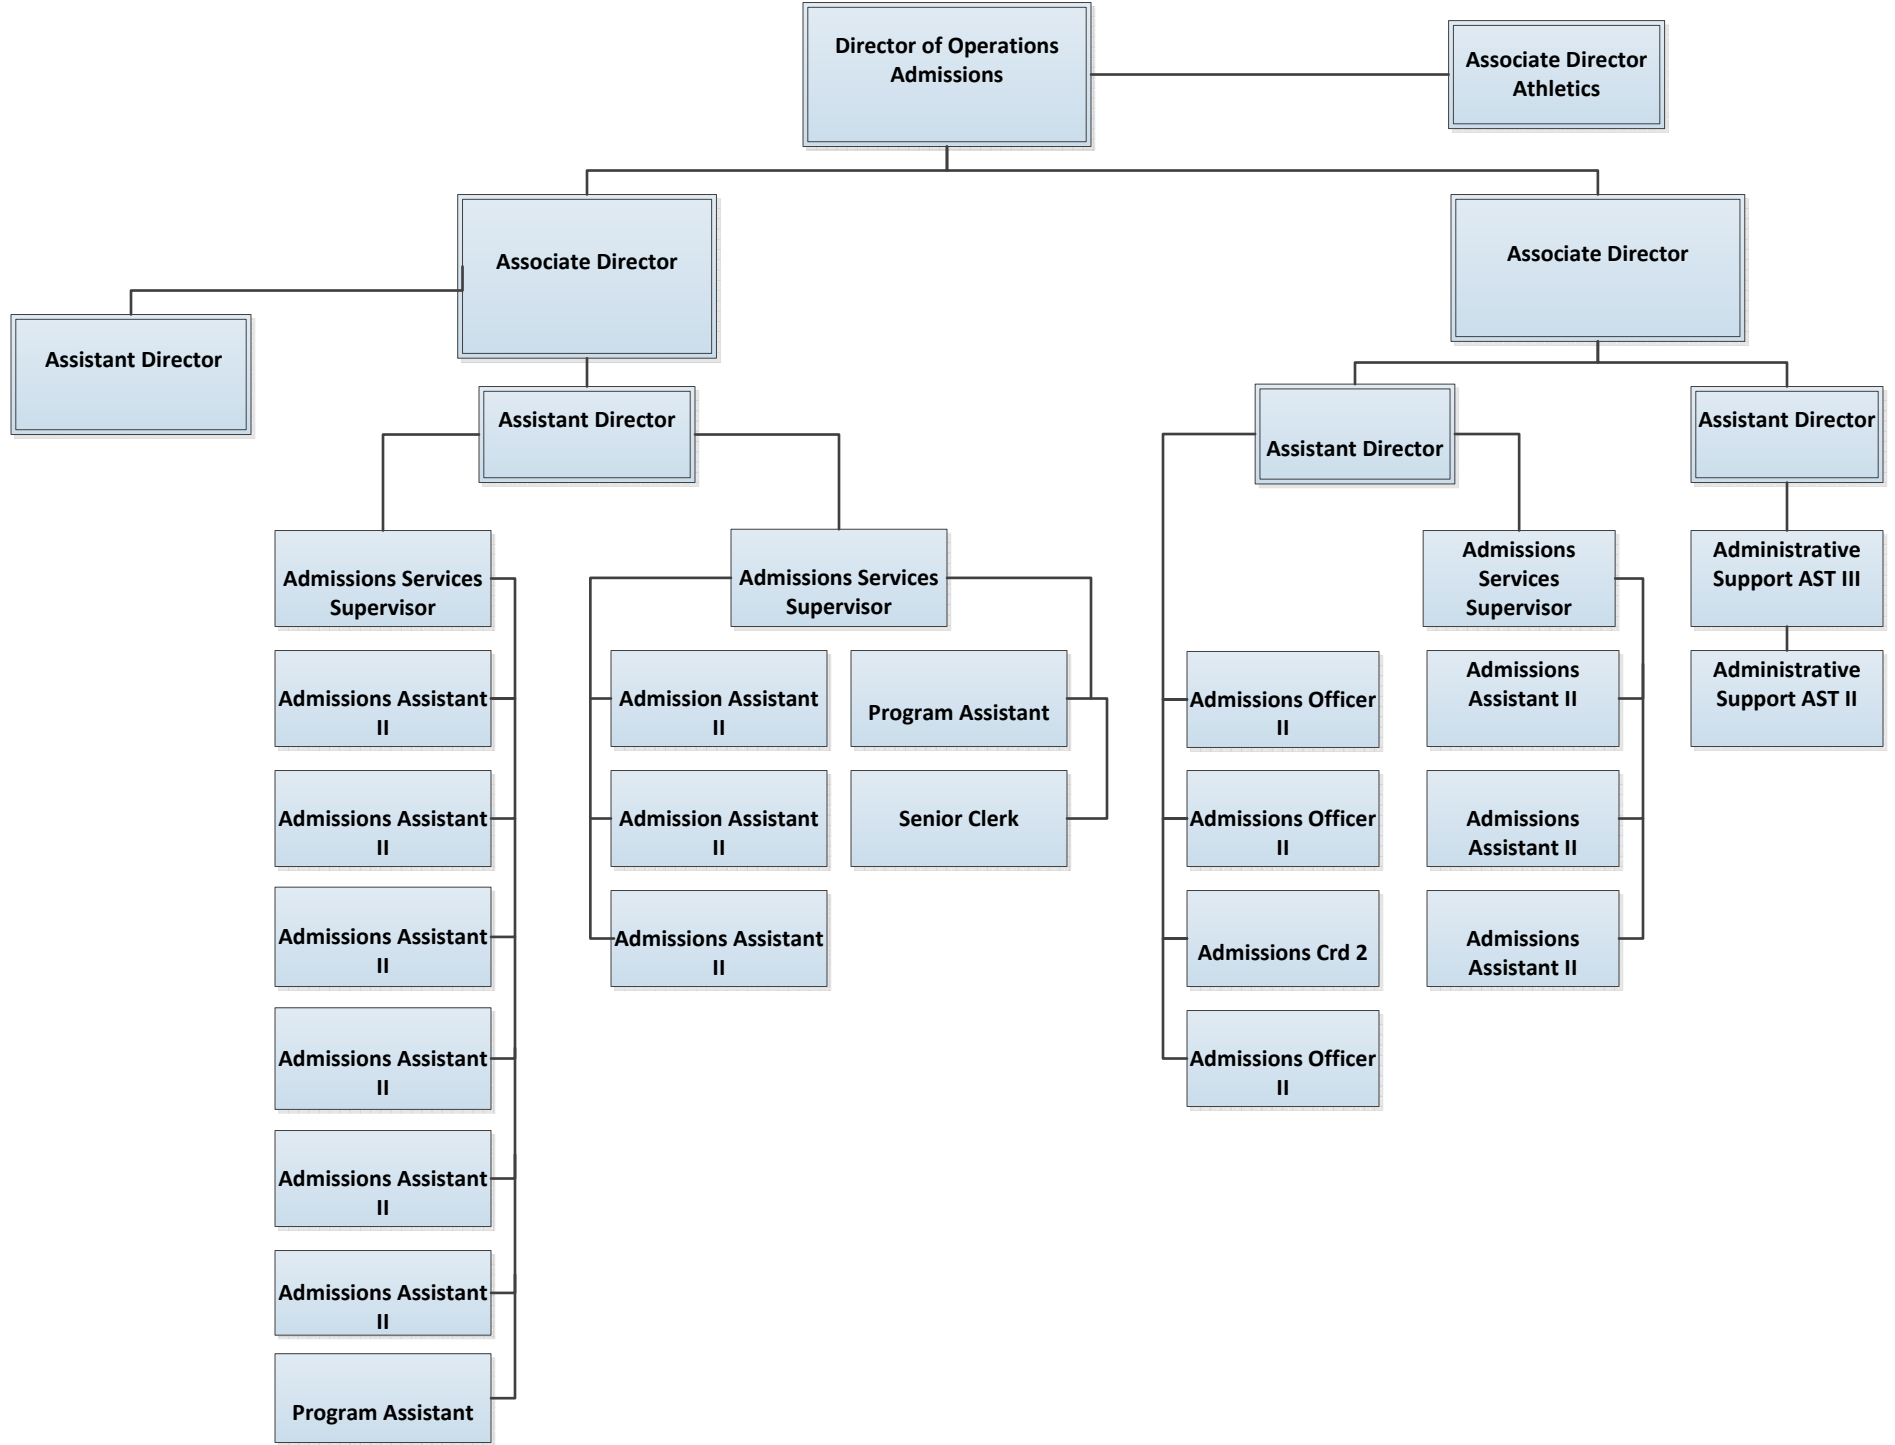 Director of Operations
Admissions
Associate Director
Athletics
Associate Director
Associate Director
Assistant Director
Assistant Director
Assistant Director
Assistant Director
Admissions Services
Supervisor
Admissions Assistant
II
Admissions Assistant
II
Admissions Assistant
II
Admissions Assistant
II
Admissions Assistant
II
Admissions Assistant
II
Program Assistant
Admissions Services
Supervisor
Admission Assistant
II
Admission Assistant
II
Admissions Assistant
II
Program Assistant
Senior Clerk
Admissions Officer
II
Admissions Officer
II
Admissions Crd 2
Admissions Officer
II
Admissions
Services
Supervisor
Admissions
Assistant II
Admissions
Assistant II
Admissions
Assistant II
Administrative
Support AST III
Administrative
Support AST II